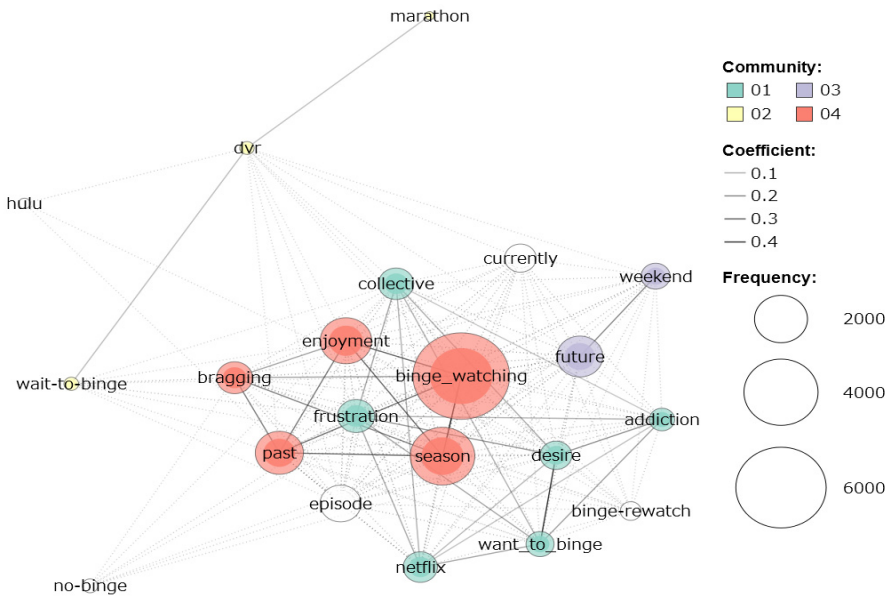 marathon
Community:
01
03
02
04
dvr
Coefficient:
0.1
0.2
0.3
0.4
hulu
currently
weekend
Frequency:
collective
2000
enjoyment
future
bragging
binge_watching
wait-to-binge
4000
frustration
addiction
past
season
desire
6000
episode
binge-rewatch
want_to_binge
netflix
no-binge